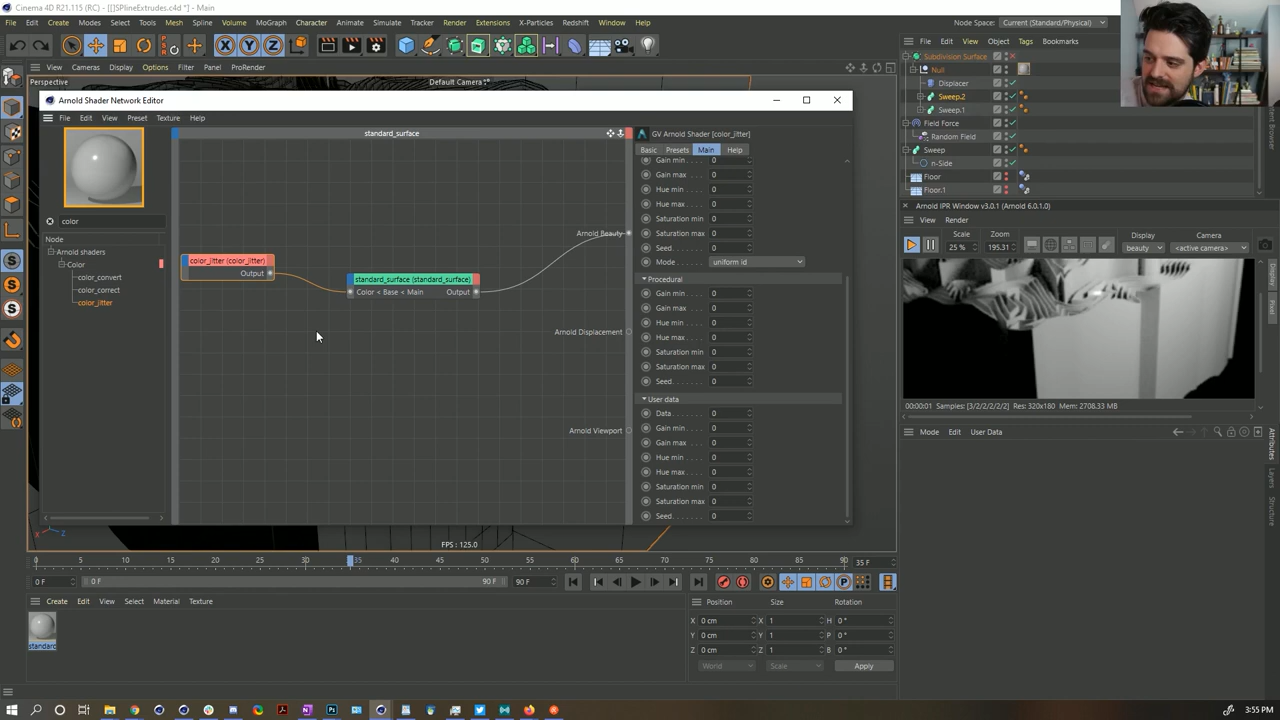 Cinema 4D R21.115 (RC) - [[]SPlineExtrudes.c4d *] - Main
File Edit Create Modes Select Tools Mesh Spline Volume MoGraph Character Animate Simulate Tracker Render Extensions X-Particles Redshift Window Help
Node Space: Current (Standard/Physical)
X Y Z
View Cameras Display Options Filter Panel ProRender
Perspective
Default Camera
File Edit View Object Tags Bookmarks
Subdivision Surface
Null
Displacer
Sweep.2
Sweep.1
Field Force
Random Field
Sweep
n-Side
Floor
Floor.1
Arnold Shader Network Editor
File Edit View Preset Texture Help
color
Node
Arnold shaders
Color
color_convert
color_correct
color_jitter
standard_surface
color_jitter (color_jitter)
Output
standard_surface (standard_surface)
Color < Base < Main Output
Arnold Beauty
Arnold Displacement
Arnold Viewport
GV Arnold Shader [color_jitter]
Basic Presets Main Help
Gain min 0
Gain max 0
Hue min 0
Hue max 0
Saturation min 0
Saturation max 0
Seed 0
Mode uniform id
Procedural
Gain min 0
Gain max 0
Hue min 0
Hue max 0
Saturation min 0
Saturation max 0
Seed 0
User data
Data 0
Gain min 0
Gain max 0
Hue min 0
Hue max 0
Saturation min 0
Saturation max 0
Seed 0
Arnold IPR Window v3.0.1 (Arnold 6.0.1.0)
View Render
Scale Zoom Display Camera
25 % 195.31 beauty <active camera>
00:00:01 Samples: [3/2/2/2/2/2] Res: 320x180 Mem: 2708.33 MB
Mode Edit User Data
Content Browser
Display
Pixel
Attributes
Layers
Structure
X Z
FPS : 125.0
0 5 10 15 20 25 30 35 40 45 50 55 60 65 70 75 80 85 90
35 F
0 F 0 F 90 F 90 F
Create Edit View Select Material Texture
standard
Position Size Rotation
X 0 cm X 1 H 0 °
Y 0 cm Y 1 P 0 °
Z 0 cm Z 1 B 0 °
World Scale Apply
3:55 PM